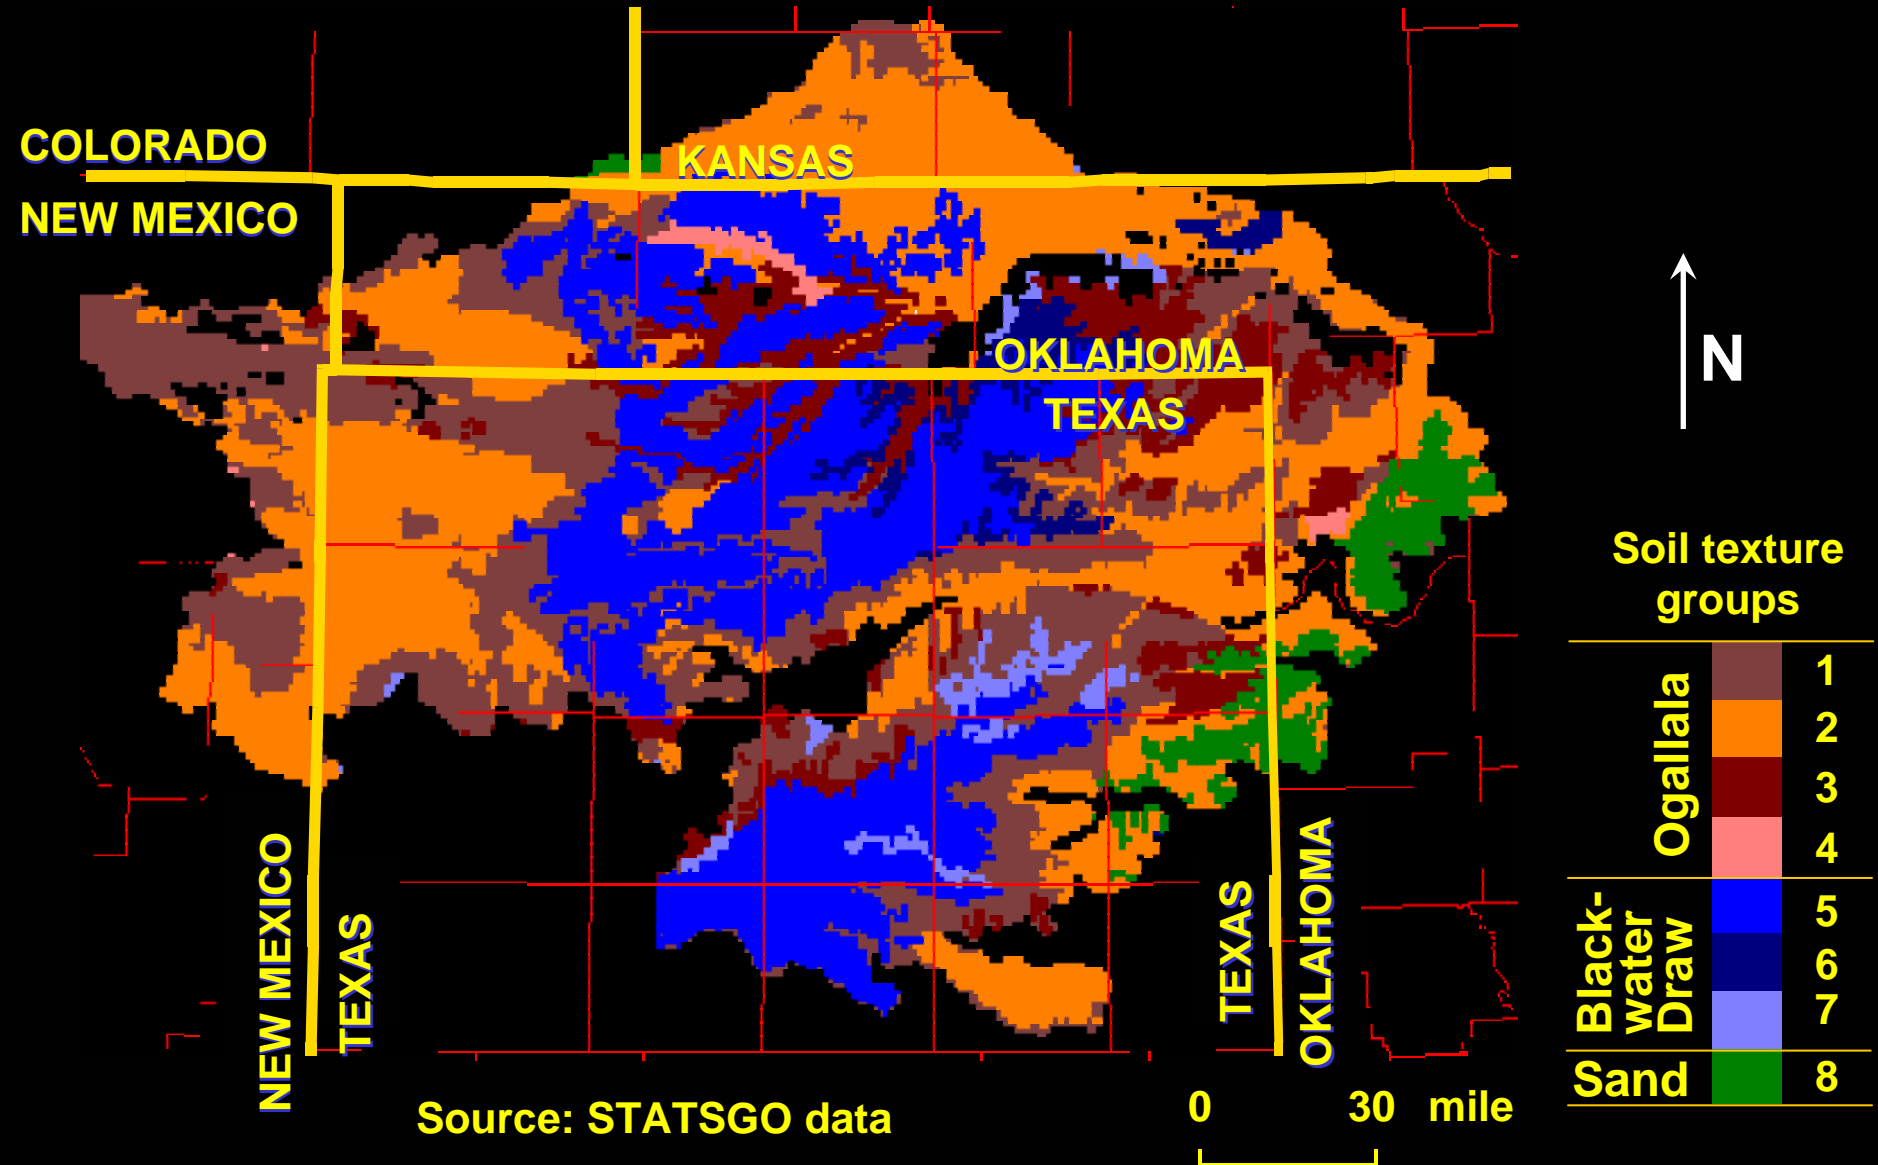 COLORADO
KANSAS
NEW MEXICO
OKLAHOMA
TEXAS
N
NEW MEXICO
TEXAS
TEXAS
OKLAHOMA
Soil texture
groups
Ogallala
1
2
3
4
Black-
water
Draw
5
6
7
Sand
8
Source: STATSGO data
0 30 mile